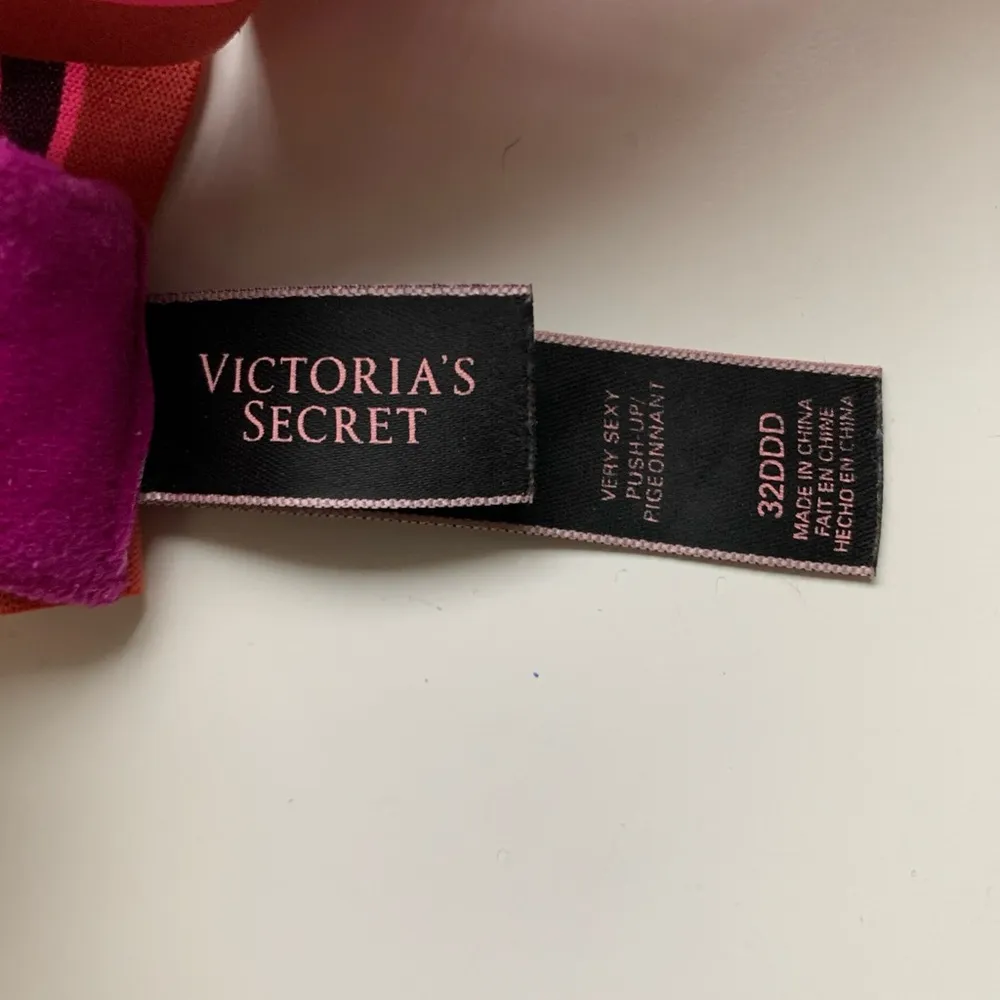 VICTORIA'S
SECRET
VERY SEXY
PUSH-UP/
PIGEONNANT
32DDD
MADE IN CHINA
FAIT EN CHINE
HECHO EN CHINA